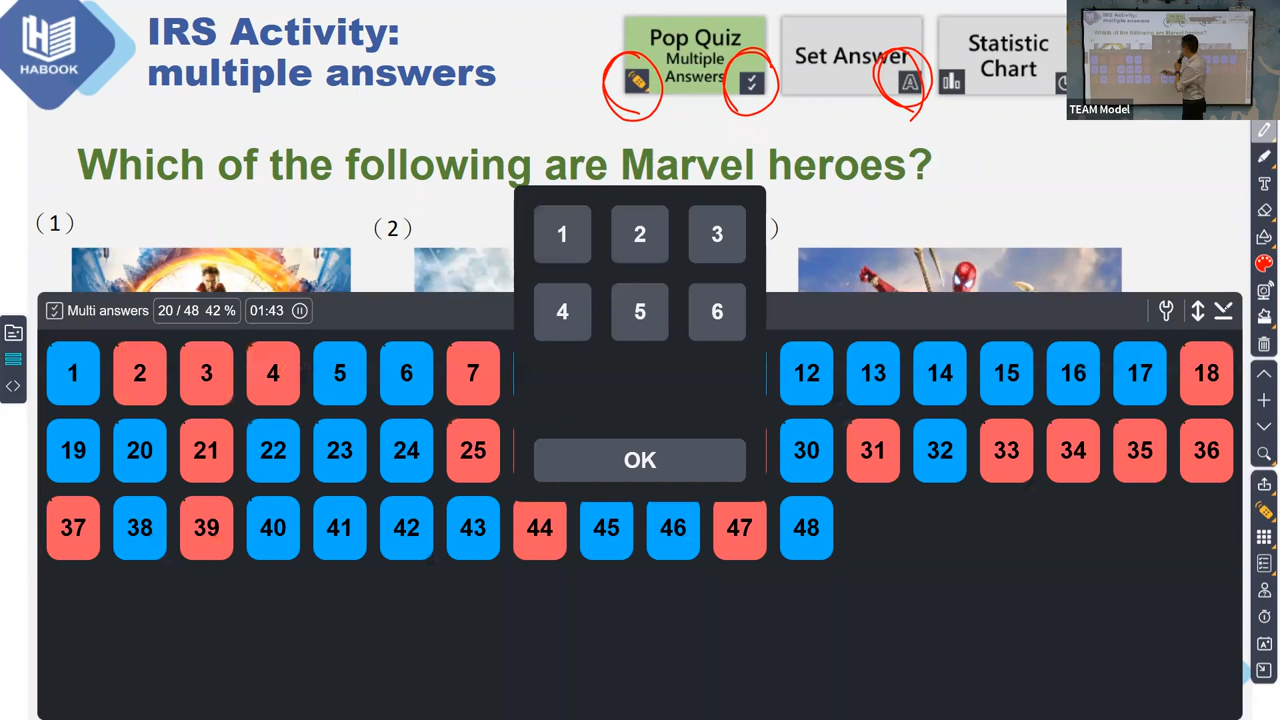 HABOOK
IRS Activity:
multiple answers
Pop Quiz
Multiple
Answers
Set Answer
A
Statistic
Chart
TEAM Model
Which of the following are Marvel heroes?
(1)
(2)
)
1 2 3
4 5 6
OK
Multi answers 20 / 48 42 % 01:43
1 2 3 4 5 6 7 12 13 14 15 16 17 18
19 20 21 22 23 24 25 30 31 32 33 34 35 36
37 38 39 40 41 42 43 44 45 46 47 48